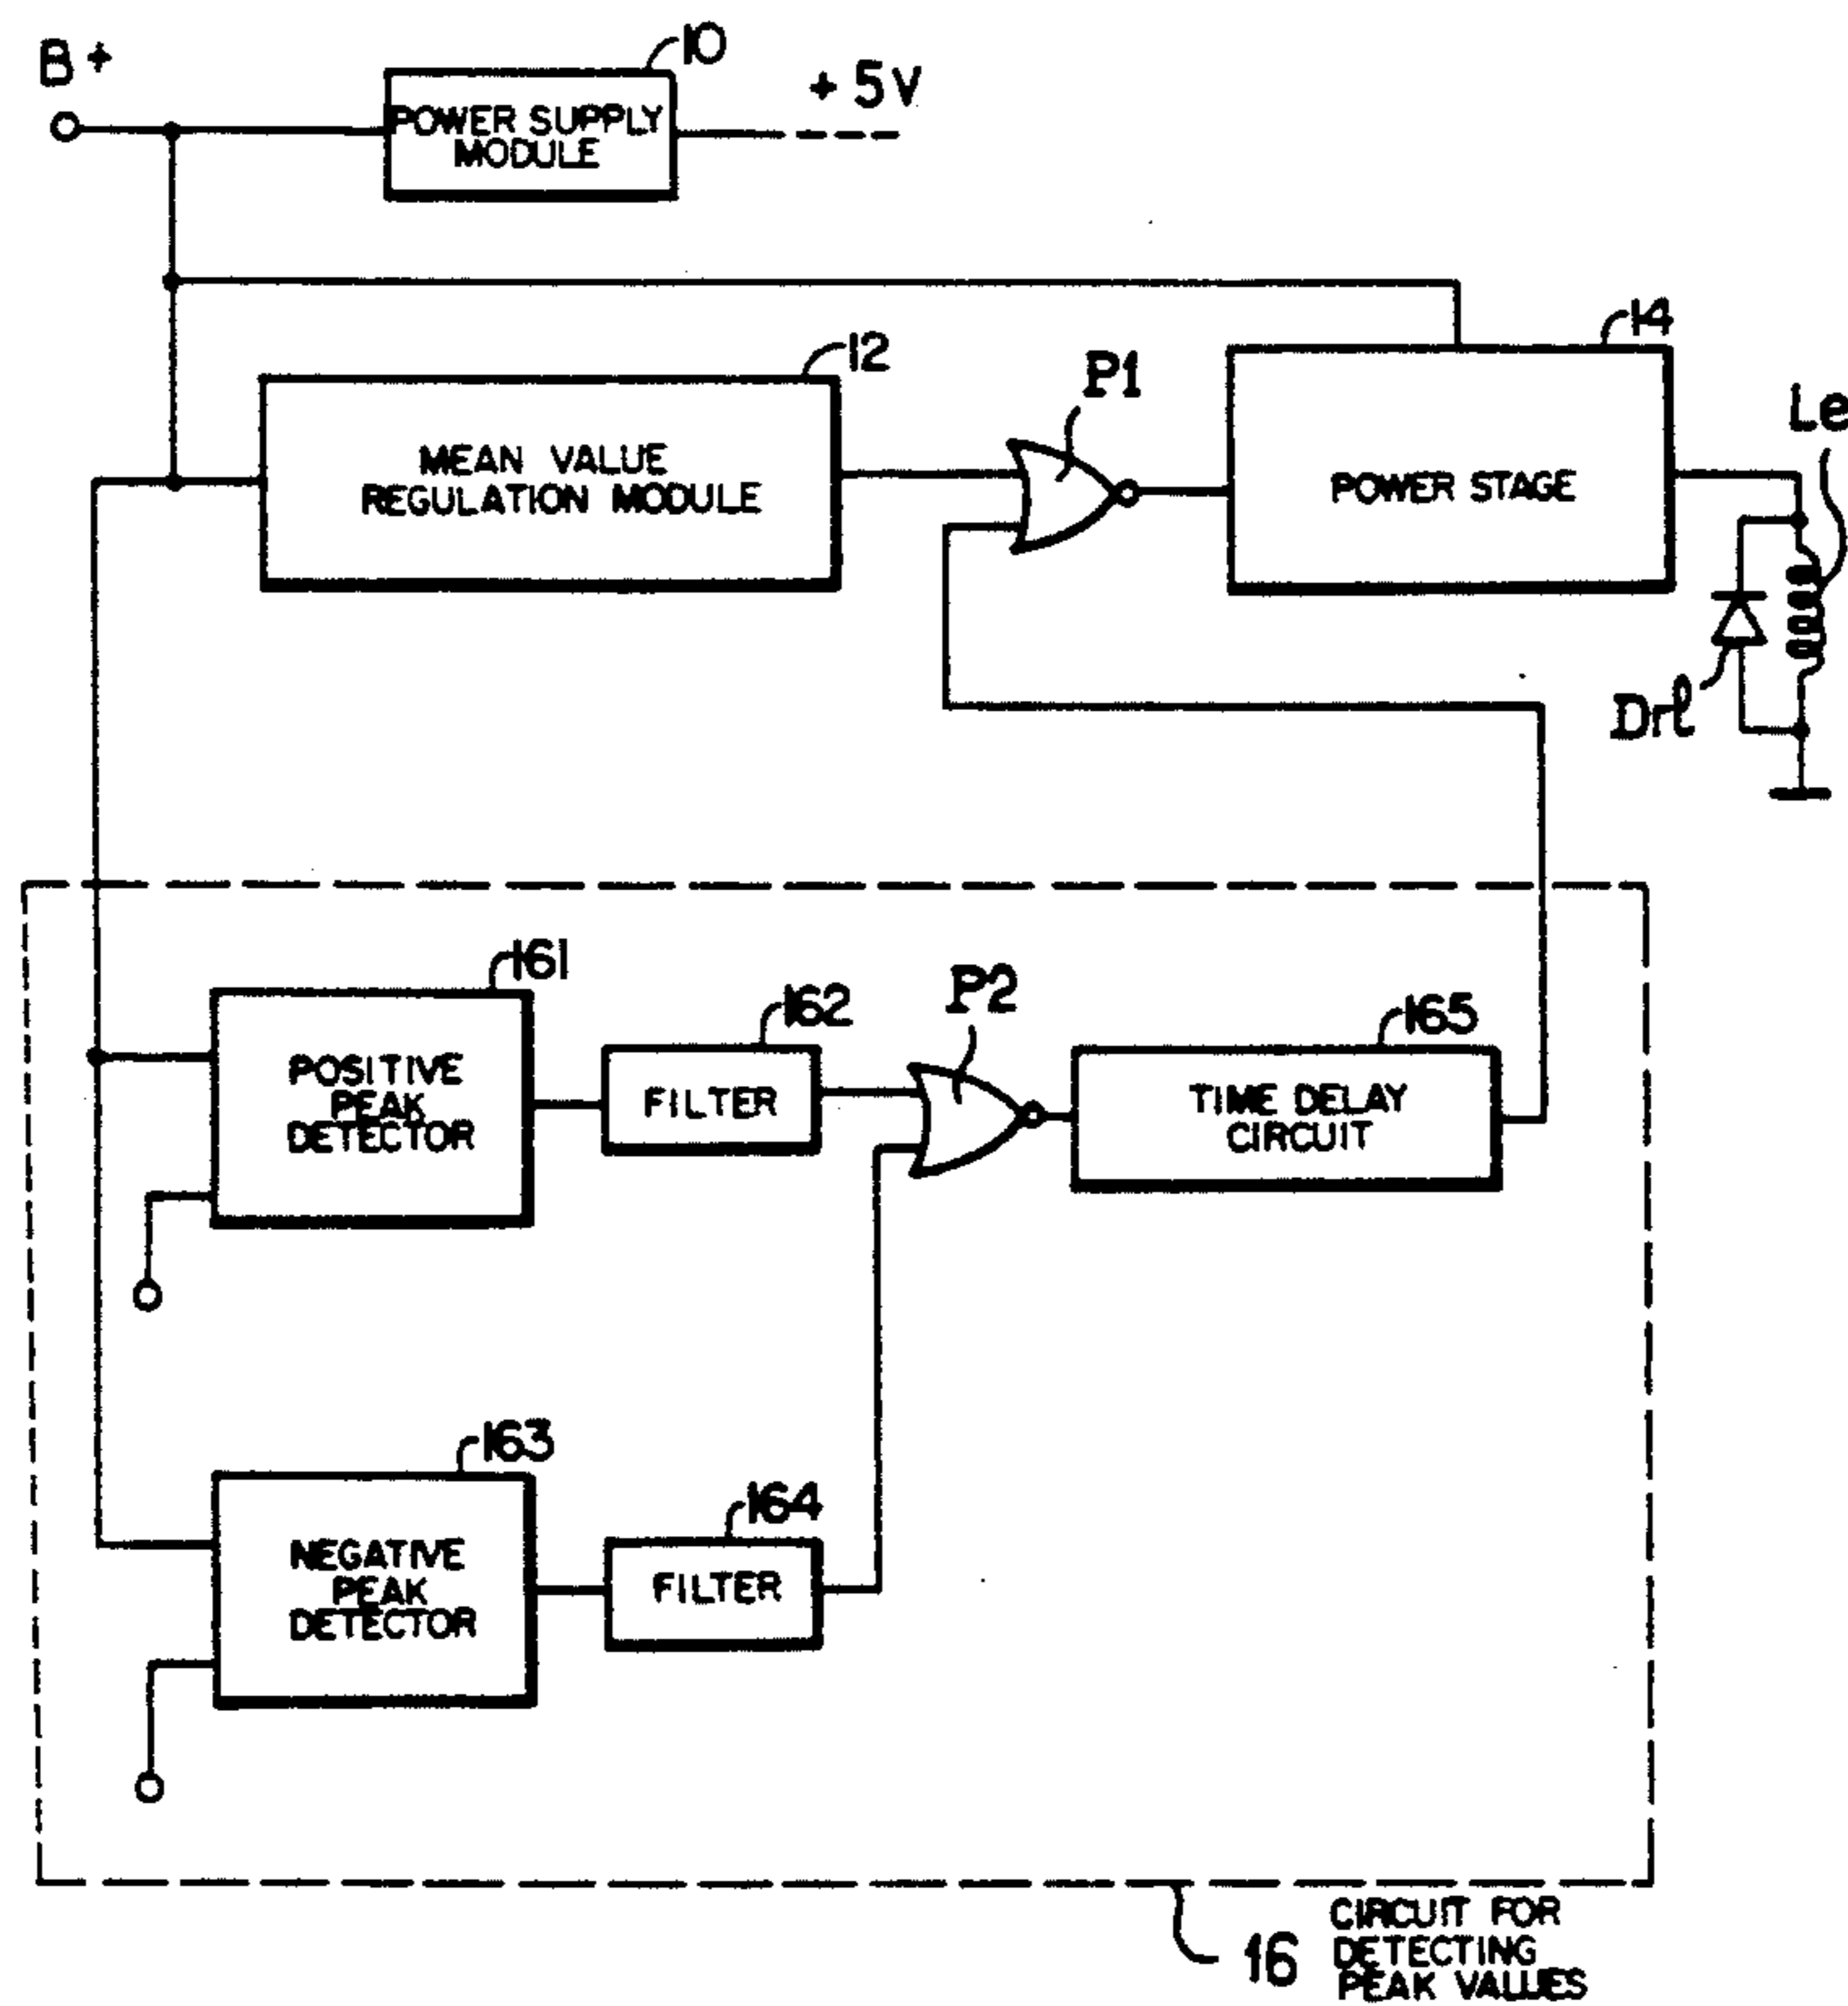 B+
10
+5V
POWER SUPPLY
MODULE
12
14
P1
Le
MEAN VALUE
REGULATION MODULE
POWER STAGE
Drl
161
162
P2
165
POSITIVE
PEAK
DETECTOR
FILTER
TIME DELAY
CIRCUIT
163
164
NEGATIVE
PEAK
DETECTOR
FILTER
16
CIRCUIT FOR
DETECTING
PEAK VALUES